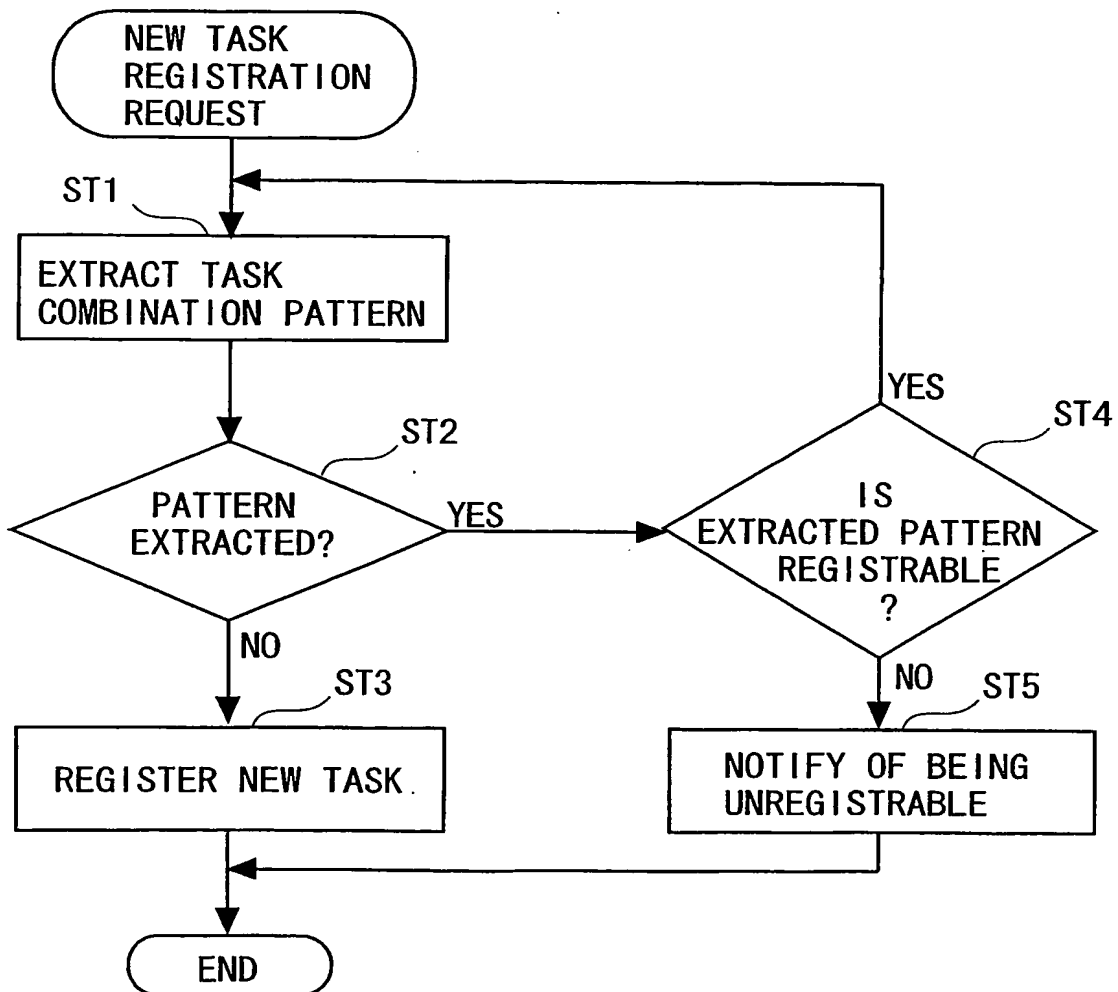 NEW TASK
REGISTRATION
REQUEST
ST1
EXTRACT TASK
COMBINATION PATTERN
YES
ST2
ST4
PATTERN
EXTRACTED?
YES
IS
EXTRACTED PATTERN
REGISTRABLE
?
NO
NO
ST3
ST5
REGISTER NEW TASK
NOTIFY OF BEING
UNREGISTRABLE
END